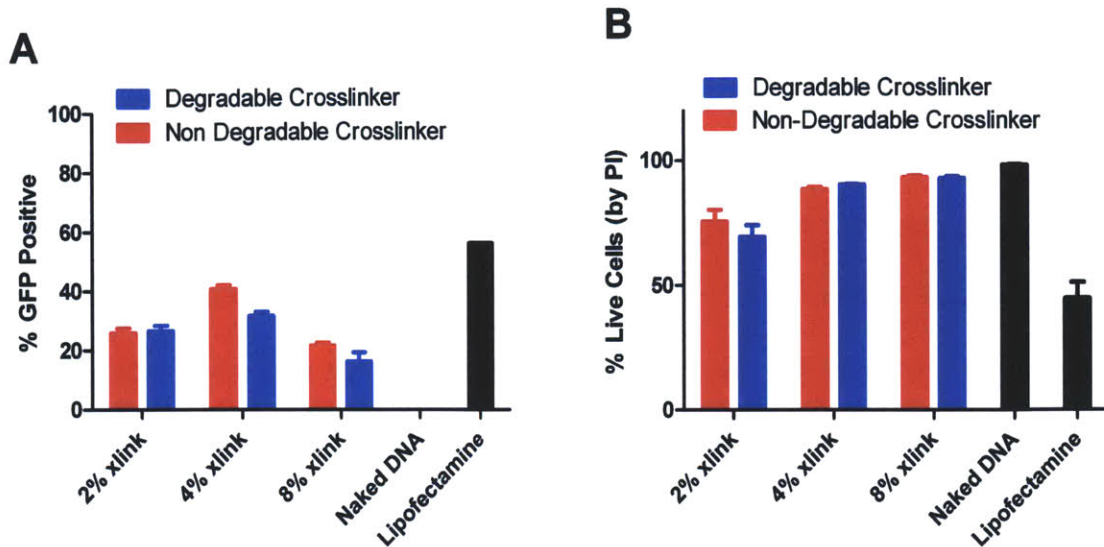 A
Degradable Crosslinker
Non Degradable Crosslinker
% GFP Positive
100
80
60
40
20
0
2% xlink
4% xlink
8% xlink
Naked DNA
Lipofectamine
B
Degradable Crosslinker
Non-Degradable Crosslinker
% Live Cells (by PI)
100
50
0
2% xlink
4% xlink
8% xlink
Naked DNA
Lipofectamine